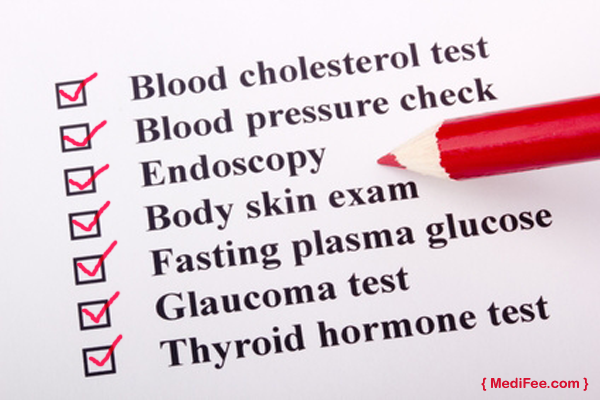 Blood cholesterol test
Blood pressure check
Endoscopy
Body skin exam
Fasting plasma glucose
Glaucoma test
Thyroid hormone test
{ MediFee.com }